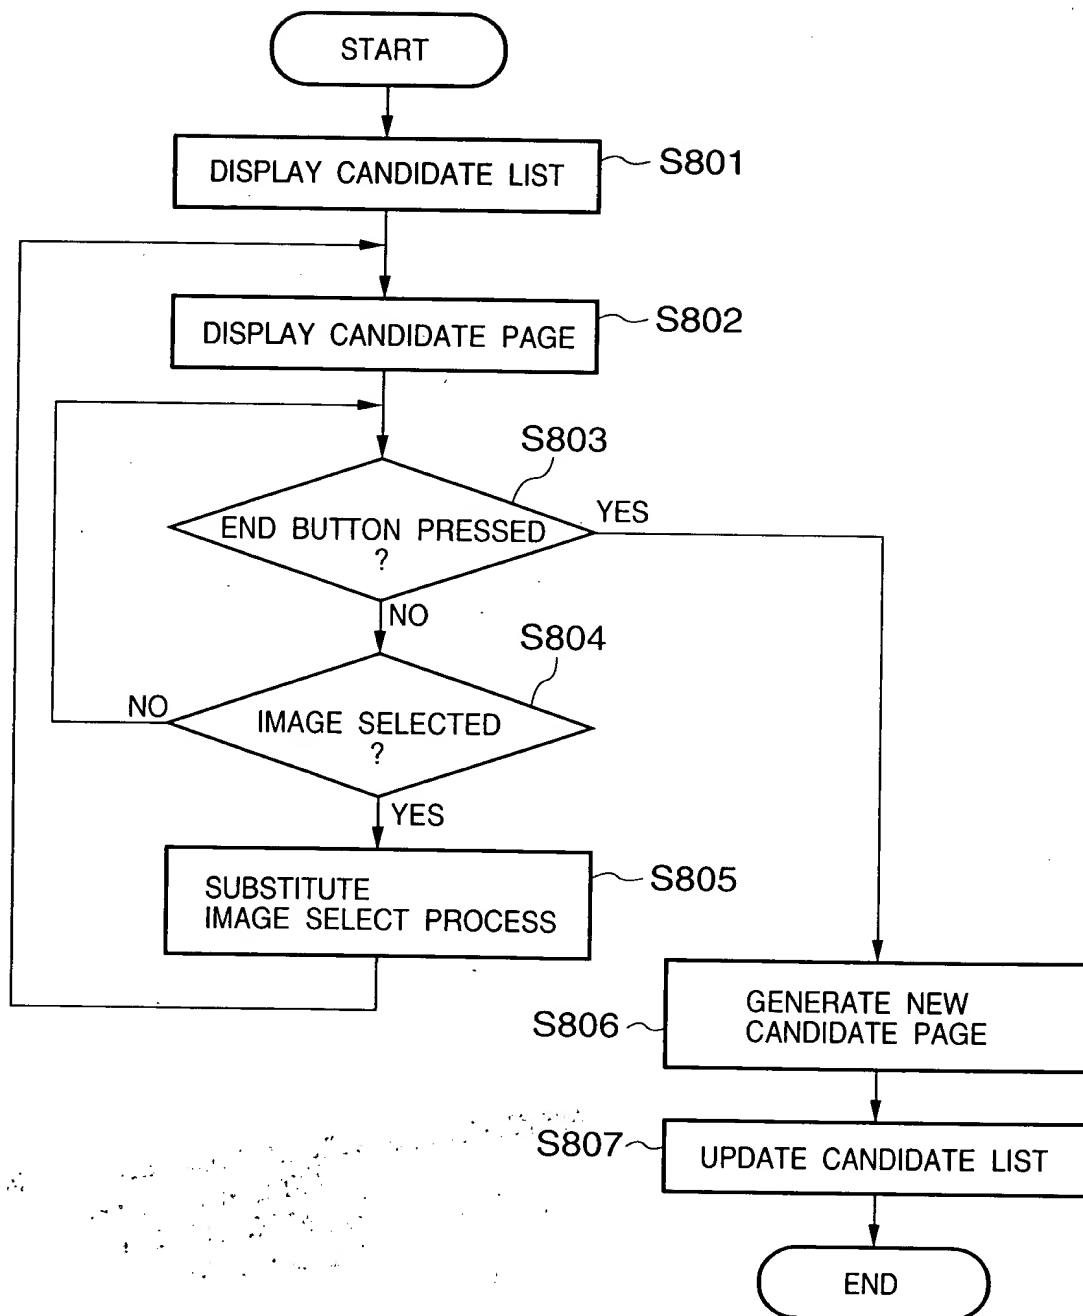 START
DISPLAY CANDIDATE LIST
S801
DISPLAY CANDIDATE PAGE
S802
S803
END BUTTON PRESSED
?
YES
NO
S804
IMAGE SELECTED
?
NO
YES
SUBSTITUTE
IMAGE SELECT PROCESS
S805
GENERATE NEW
CANDIDATE PAGE
S806
S807
UPDATE CANDIDATE LIST
END